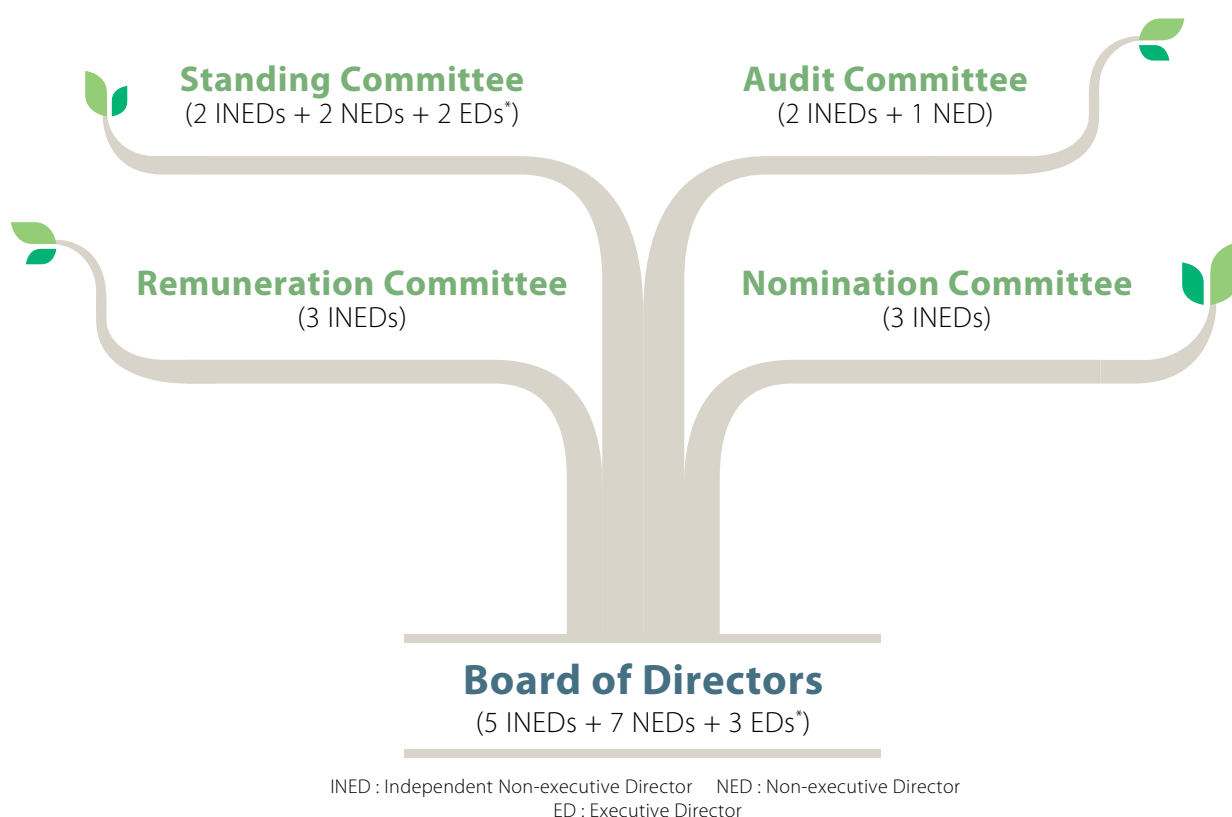 Standing Committee
(2 INEDs + 2 NEDs + 2 EDs*)
Audit Committee
(2 INEDs + 1 NED)
Remuneration Committee
(3 INEDs)
Nomination Committee
(3 INEDs)
Board of Directors
(5 INEDs + 7 NEDs + 3 EDs*)
INED : Independent Non-executive Director NED : Non-executive Director
ED : Executive Director